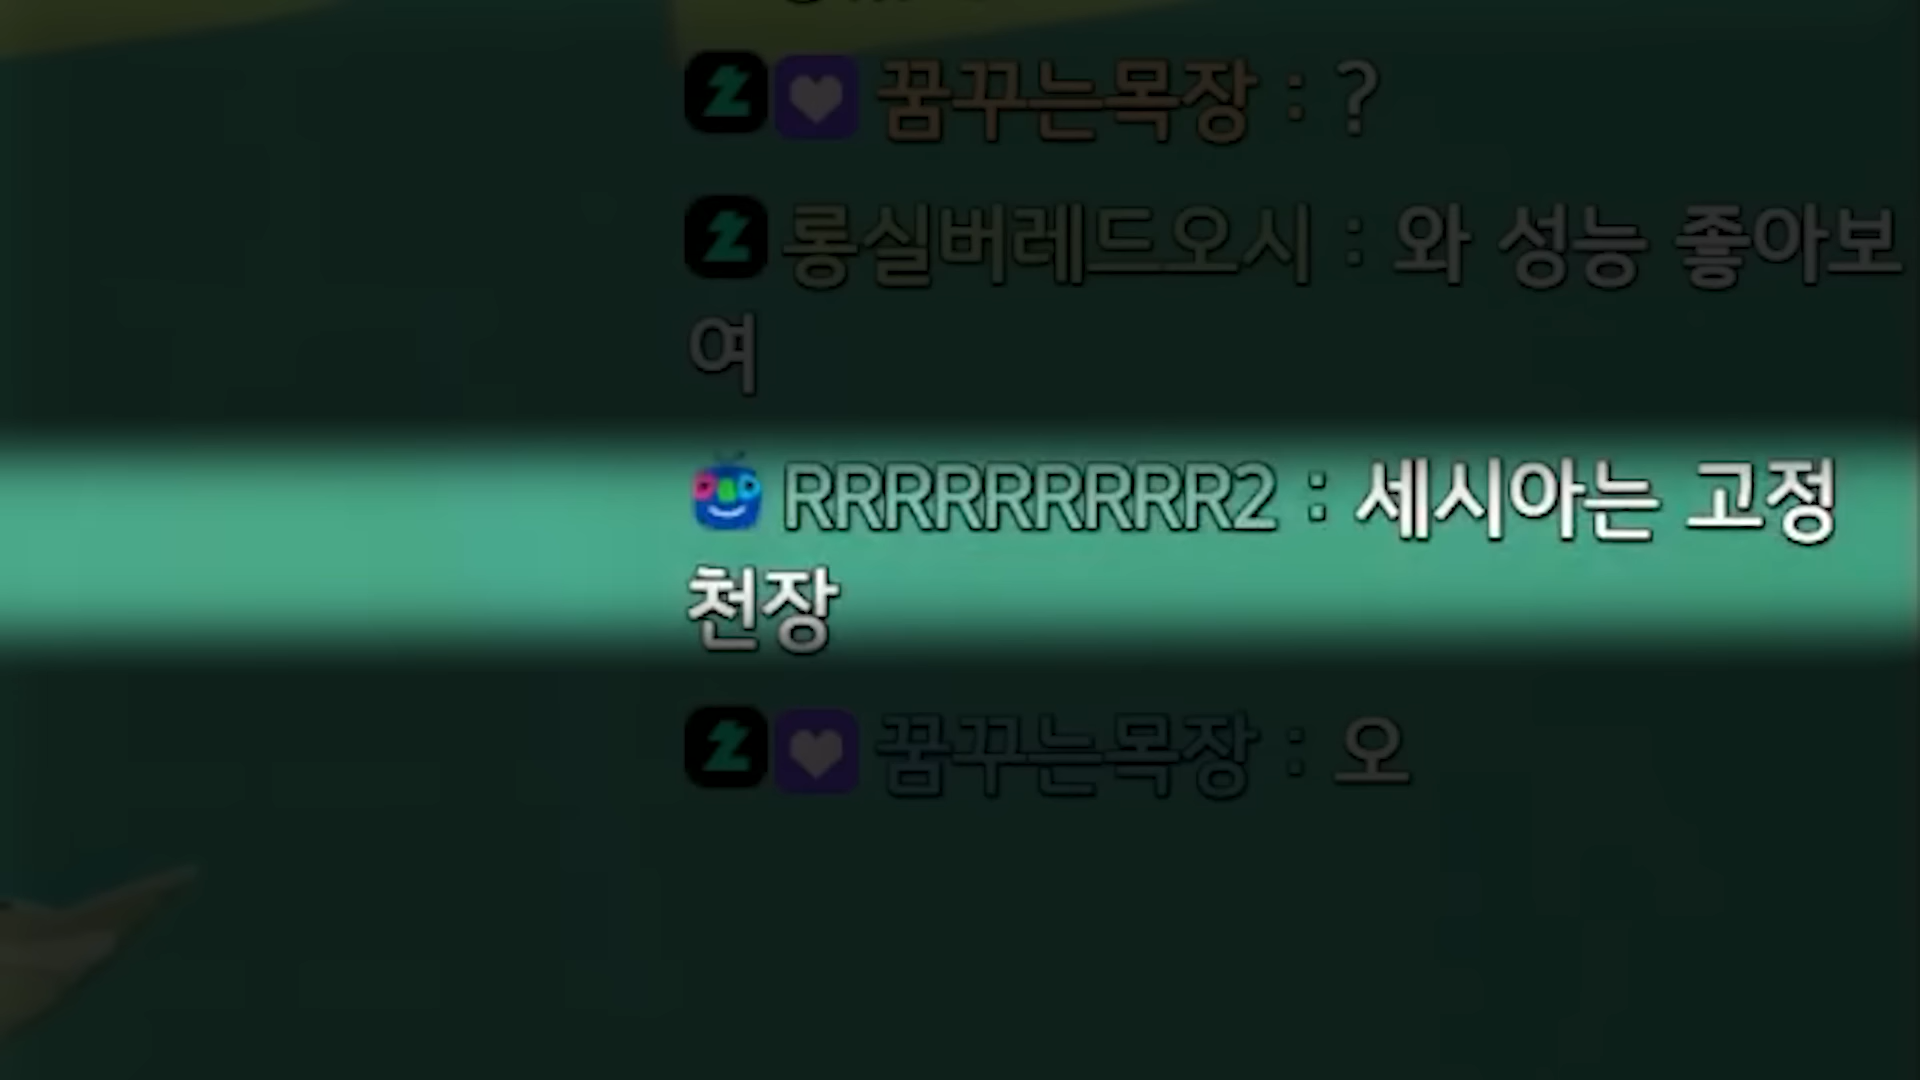 꿈꾸는목장 : ?
롱실버레드오시 : 와 성능 좋아보
여
RRRRRRRRR2 : 세시아는 고정
천장
꿈꾸는목장 : 오